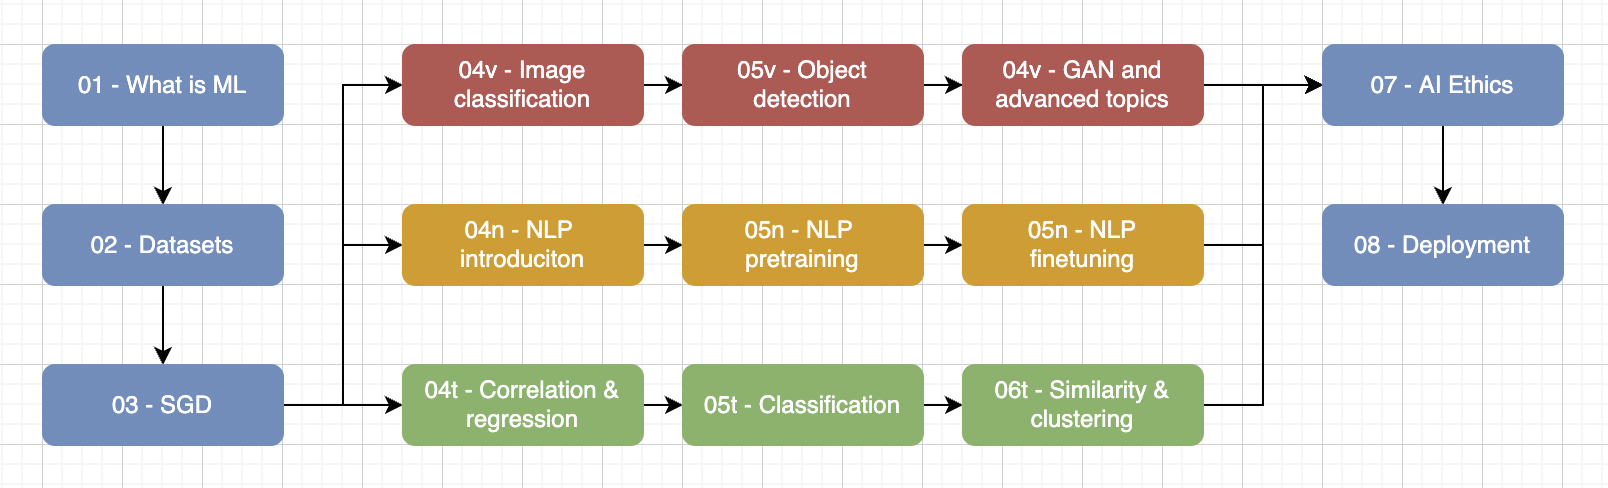 01 - What is ML
02 - Datasets
03 - SGD
04v - Image
classification
05v - Object
detection
04v - GAN and
advanced topics
04n - NLP
introduciton
05n - NLP
pretraining
05n - NLP
finetuning
04t - Correlation &
regression
05t - Classification
06t - Similarity &
clustering
07 - AI Ethics
08 - Deployment